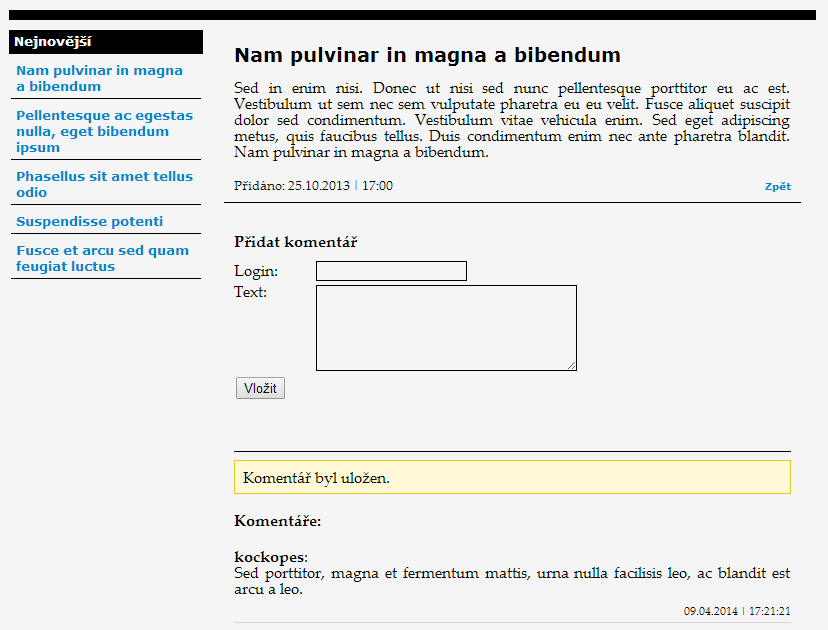 Nejnovější
Nam pulvinar in magna
a bibendum
Pellentesque ac egestas
nulla, eget bibendum
ipsum
Phasellus sit amet tellus
odio
Suspendisse potenti
Fusce et arcu sed quam
feugiat luctus
Nam pulvinar in magna a bibendum
Sed in enim nisi. Donec ut nisi sed nunc pellentesque porttitor eu ac est.
Vestibulum ut sem nec sem vulputate pharetra eu eu velit. Fusce aliquet suscipit
dolor sed condimentum. Vestibulum vitae vehicula enim. Sed eget adipiscing
metus, quis faucibus tellus. Duis condimentum enim nec ante pharetra blandit.
Nam pulvinar in magna a bibendum.
Přidáno: 25.10.2013 | 17:00 Zpět
Přidat komentář
Login:
Text:
Vložit
Komentář byl uložen.
Komentáře:
kockopes:
Sed porttitor, magna et fermentum mattis, urna nulla facilisis leo, ac blandit est
arcu a leo.
09.04.2014 | 17:21:21